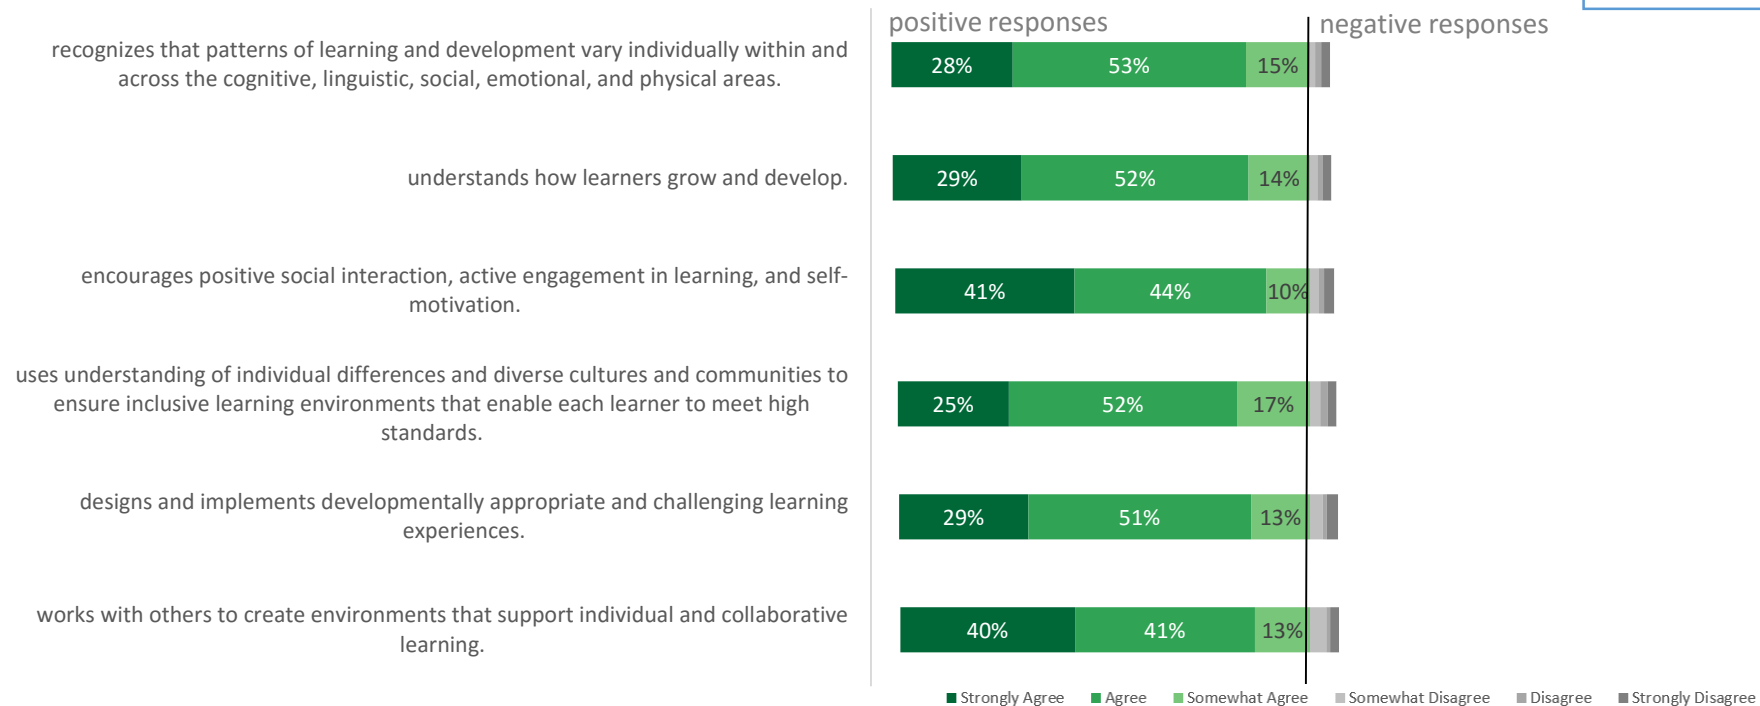 positive responses
negative responses
recognizes that patterns of learning and development vary individually within and
across the cognitive, linguistic, social, emotional, and physical areas.
28% 53% 15%
understands how learners grow and develop.
29% 52% 14%
encourages positive social interaction, active engagement in learning, and self-
motivation.
41% 44% 10%
uses understanding of individual differences and diverse cultures and communities to
ensure inclusive learning environments that enable each learner to meet high
standards.
25% 52% 17%
designs and implements developmentally appropriate and challenging learning
experiences.
29% 51% 13%
works with others to create environments that support individual and collaborative
learning.
40% 41% 13%
Strongly Agree Agree Somewhat Agree Somewhat Disagree Disagree Strongly Disagree